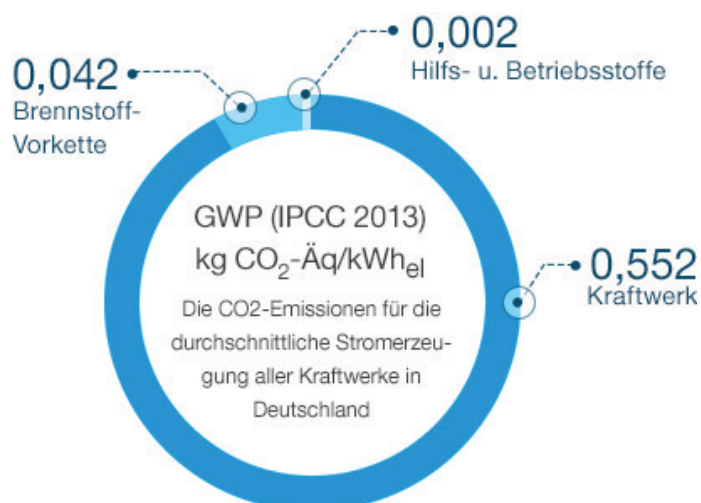 0,002
Hilfs- u. Betriebsstoffe
0,042
Brennstoff-
Vorkette
GWP (IPCC 2013)
kg CO₂-Äq/kWhel
Die CO2-Emissionen für die
durchschnittliche Stromerzeu-
gung aller Kraftwerke in
Deutschland
0,552
Kraftwerk